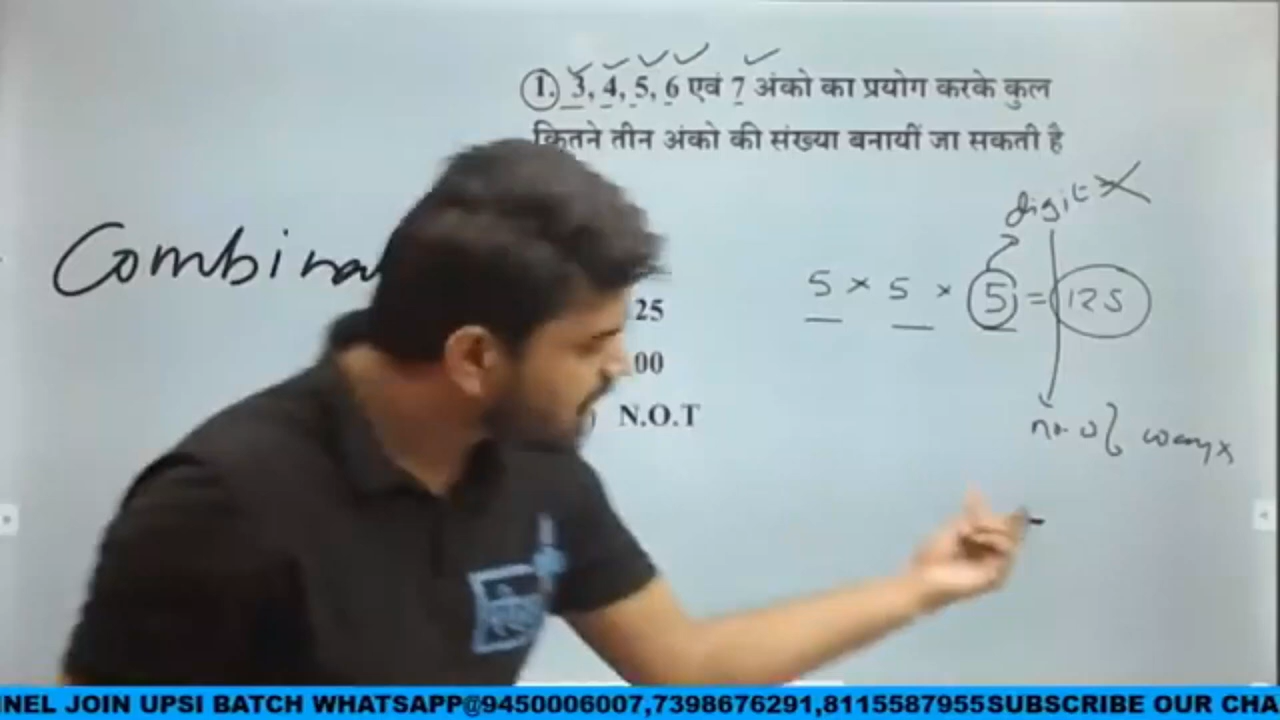 1. 3, 4, 5, 6 एवं 7 अंको का प्रयोग करके कुल
कितने तीन अंको की संख्या बनायीं जा सकती है
digit
Combina
5 × 5 × 5 = 125
25
00
N.O.T
no. of ways
NEL JOIN UPSI BATCH WHATSAPP@9450006007,7398676291,8115587955SUBSCRIBE OUR CHA